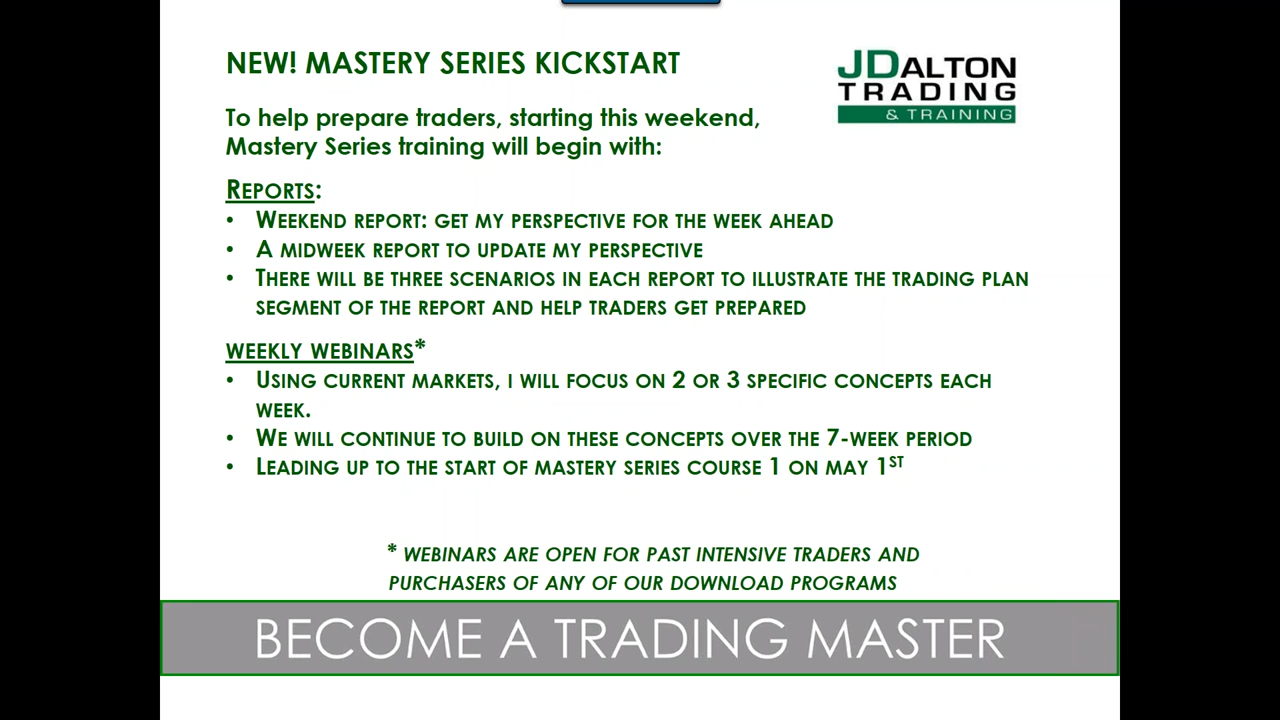 NEW! MASTERY SERIES KICKSTART
JDALTON
TRADING
& TRAINING
To help prepare traders, starting this weekend,
Mastery Series training will begin with:
REPORTS:
• WEEKEND REPORT: GET MY PERSPECTIVE FOR THE WEEK AHEAD
• A MIDWEEK REPORT TO UPDATE MY PERSPECTIVE
• THERE WILL BE THREE SCENARIOS IN EACH REPORT TO ILLUSTRATE THE TRADING PLAN
SEGMENT OF THE REPORT AND HELP TRADERS GET PREPARED
WEEKLY WEBINARS*
• USING CURRENT MARKETS, I WILL FOCUS ON 2 OR 3 SPECIFIC CONCEPTS EACH
WEEK.
• WE WILL CONTINUE TO BUILD ON THESE CONCEPTS OVER THE 7-WEEK PERIOD
• LEADING UP TO THE START OF MASTERY SERIES COURSE 1 ON MAY 1ST
* WEBINARS ARE OPEN FOR PAST INTENSIVE TRADERS AND
PURCHASERS OF ANY OF OUR DOWNLOAD PROGRAMS
BECOME A TRADING MASTER